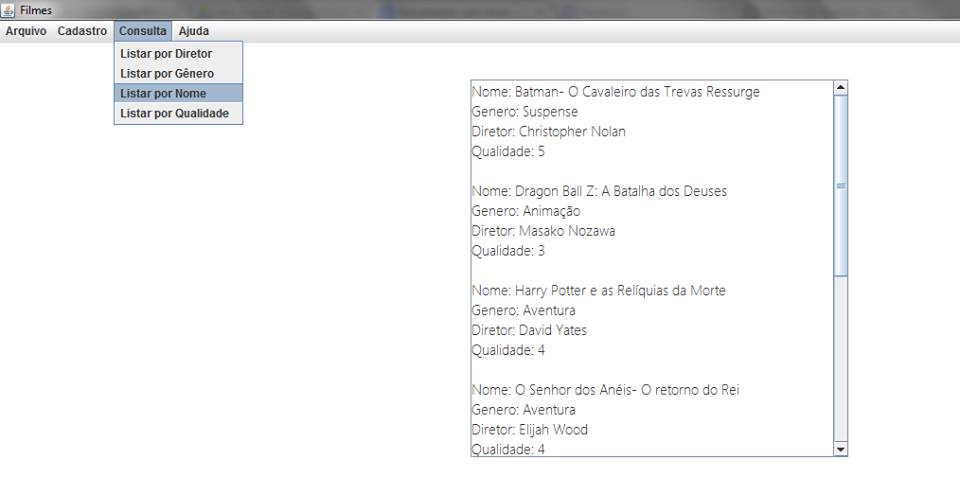 Filmes
Arquivo Cadastro Consulta Ajuda
Listar por Diretor
Listar por Gênero
Listar por Nome
Listar por Qualidade
Nome: Batman- O Cavaleiro das Trevas Ressurge
Genero: Suspense
Diretor: Christopher Nolan
Qualidade: 5
Nome: Dragon Ball Z: A Batalha dos Deuses
Genero: Animação
Diretor: Masako Nozawa
Qualidade: 3
Nome: Harry Potter e as Relíquias da Morte
Genero: Aventura
Diretor: David Yates
Qualidade: 4
Nome: O Senhor dos Anéis- O retorno do Rei
Genero: Aventura
Diretor: Elijah Wood
Qualidade: 4